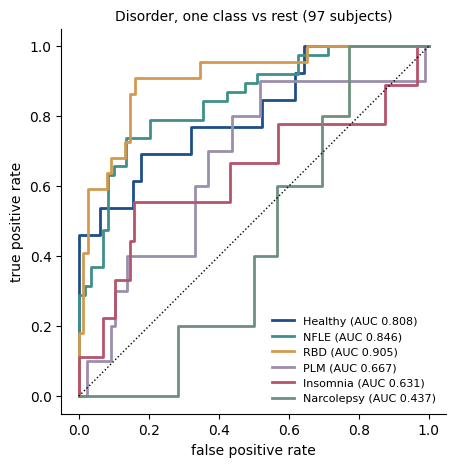 Disorder, one class vs rest (97 subjects)
1.0
0.8
0.6
0.4
0.2
0.0
true positive rate
Healthy (AUC 0.808)
NFLE (AUC 0.846)
RBD (AUC 0.905)
PLM (AUC 0.667)
Insomnia (AUC 0.631)
Narcolepsy (AUC 0.437)
0.0 0.2 0.4 0.6 0.8 1.0
false positive rate